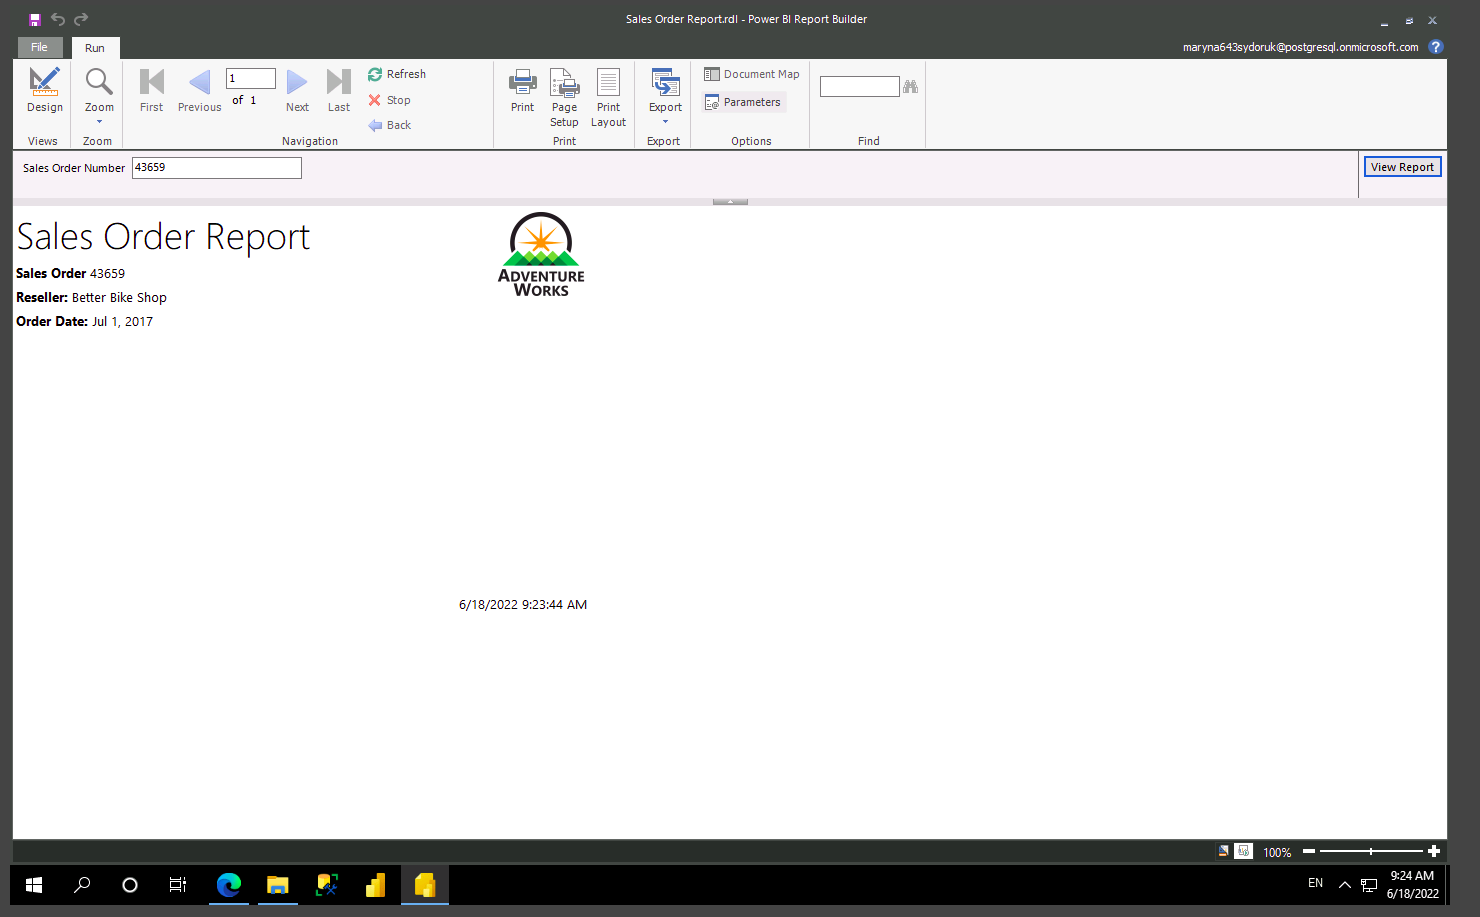 Sales Order Report.rdl - Power BI Report Builder
File Run maryna643sydoruk@postgresql.onmicrosoft.com ?
Design
Views
Zoom
Zoom
First
Previous
1
of 1
Next
Last
Refresh
Stop
Back
Navigation
Print
Page
Setup
Print
Layout
Print
Export
Export
Document Map
Parameters
Options
Find
Sales Order Number 43659 View Report
Sales Order Report
ADVENTURE
WORKS
Sales Order 43659
Reseller: Better Bike Shop
Order Date: Jul 1, 2017
6/18/2022 9:23:44 AM
100%
EN
9:24 AM
6/18/2022